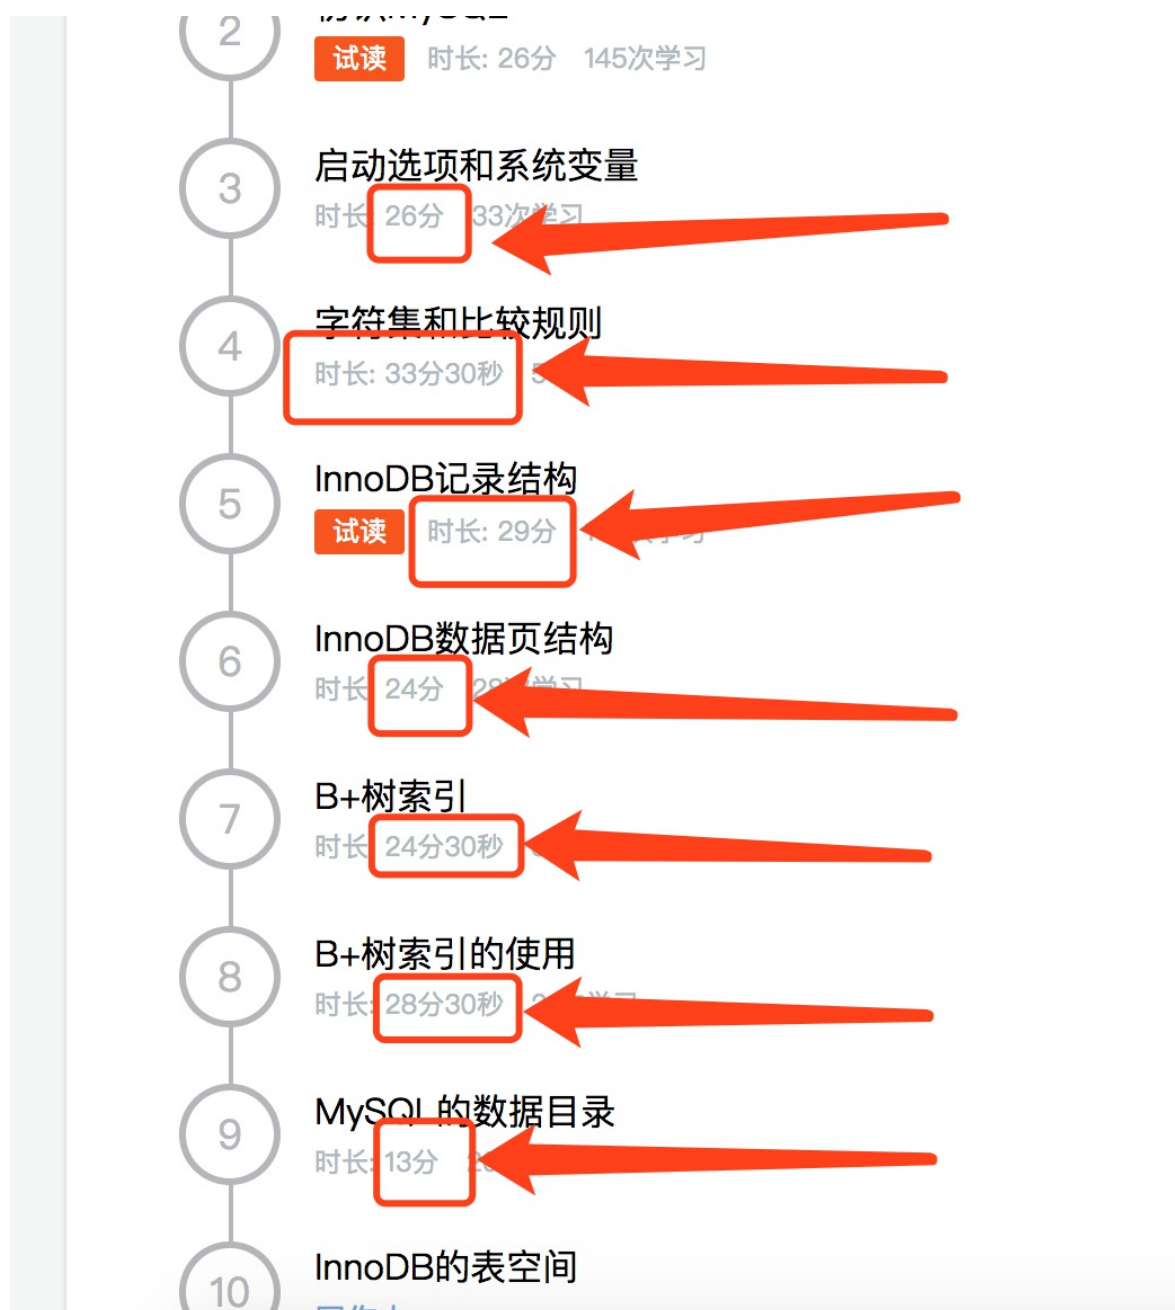 2
试读 时长: 26分 145次学习
3
启动选项和系统变量
时长: 26分 33次学习
4
字符集和比较规则
时长: 33分30秒
5
InnoDB记录结构
试读 时长: 29分
6
InnoDB数据页结构
时长 24分
7
B+树索引
时长 24分30秒
8
B+树索引的使用
时长: 28分30秒
9
MySQL的数据目录
时长: 13分
10
InnoDB的表空间